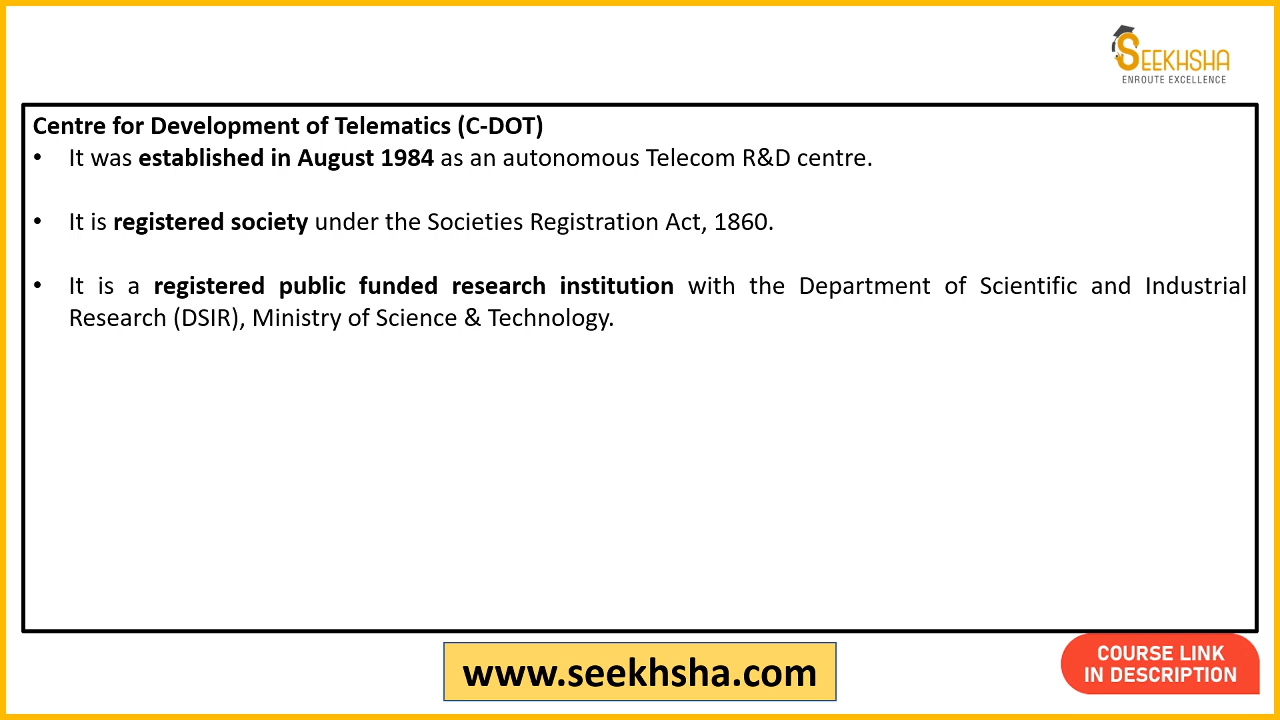 SEEKHSHA
ENROUTE EXCELLENCE
Centre for Development of Telematics (C-DOT)
• It was established in August 1984 as an autonomous Telecom R&D centre.
• It is registered society under the Societies Registration Act, 1860.
• It is a registered public funded research institution with the Department of Scientific and Industrial
Research (DSIR), Ministry of Science & Technology.
www.seekhsha.com
COURSE LINK
IN DESCRIPTION